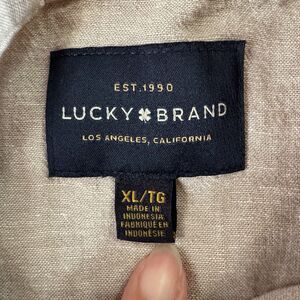 EST. 1990
LUCKY BRAND
LOS ANGELES, CALIFORNIA
XL/TG
MADE IN
INDONESIA
FABRIQUÉ EN
INDONÉSIE